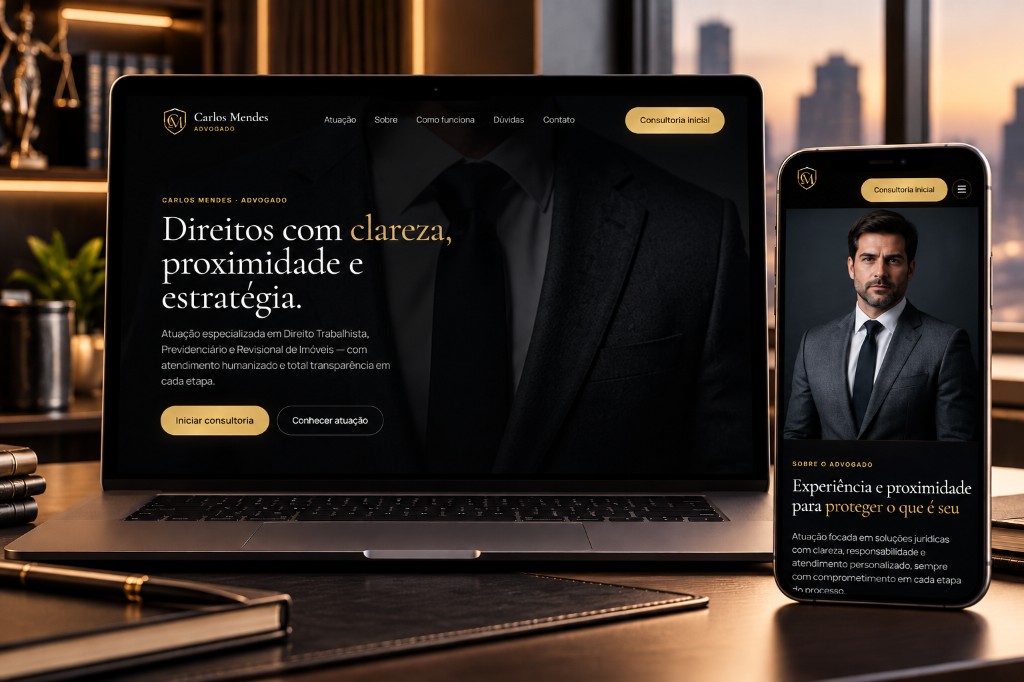 Carlos Mendes
ADVOGADO
Atuação
Sobre
Como funciona
Dúvidas
Contato
Consultoria inicial
CARLOS MENDES · ADVOGADO
Direitos com clareza,
proximidade e
estratégia.
Atuação especializada em Direito Trabalhista,
Previdenciário e Revisional de Imóveis — com
atendimento humanizado e total transparência em
cada etapa.
Iniciar consultoria
Conhecer atuação
CM
Consultoria inicial
SOBRE O ADVOGADO
Experiência e proximidade
para proteger o que é seu
Atuação focada em soluções jurídicas
com clareza, responsabilidade e
atendimento personalizado, sempre
com comprometimento em cada etapa
do processo.